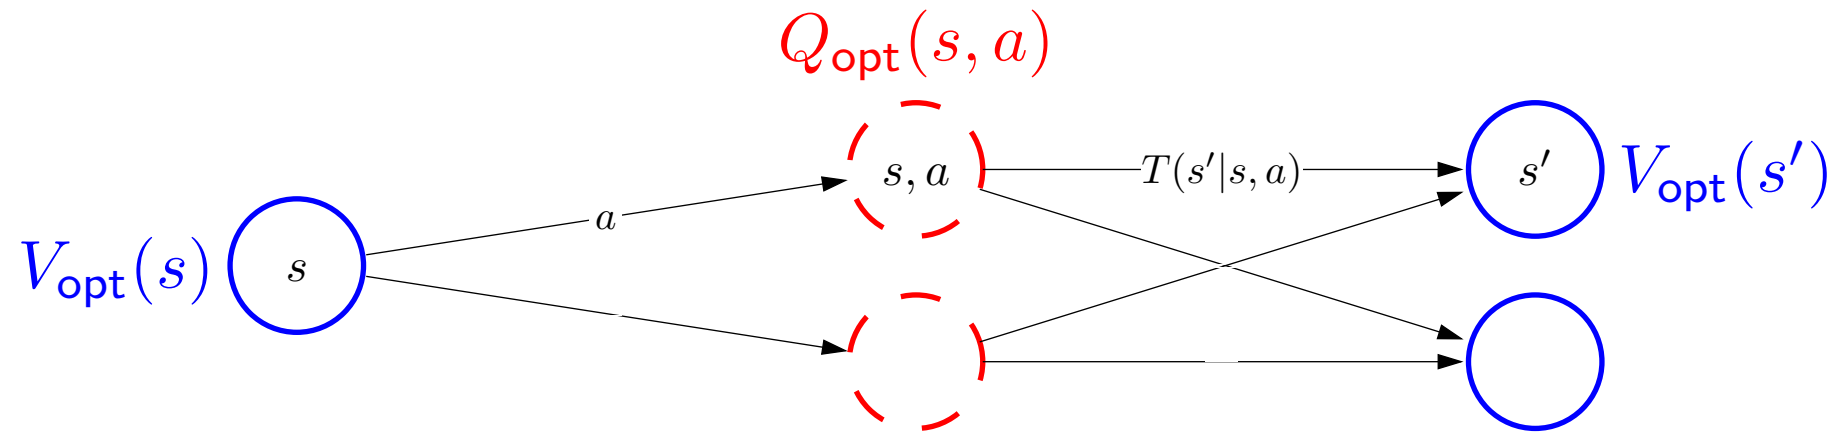 Q_opt(s, a)
V_opt(s)
s
a
s, a
T(s′|s, a)
s′
V_opt(s′)